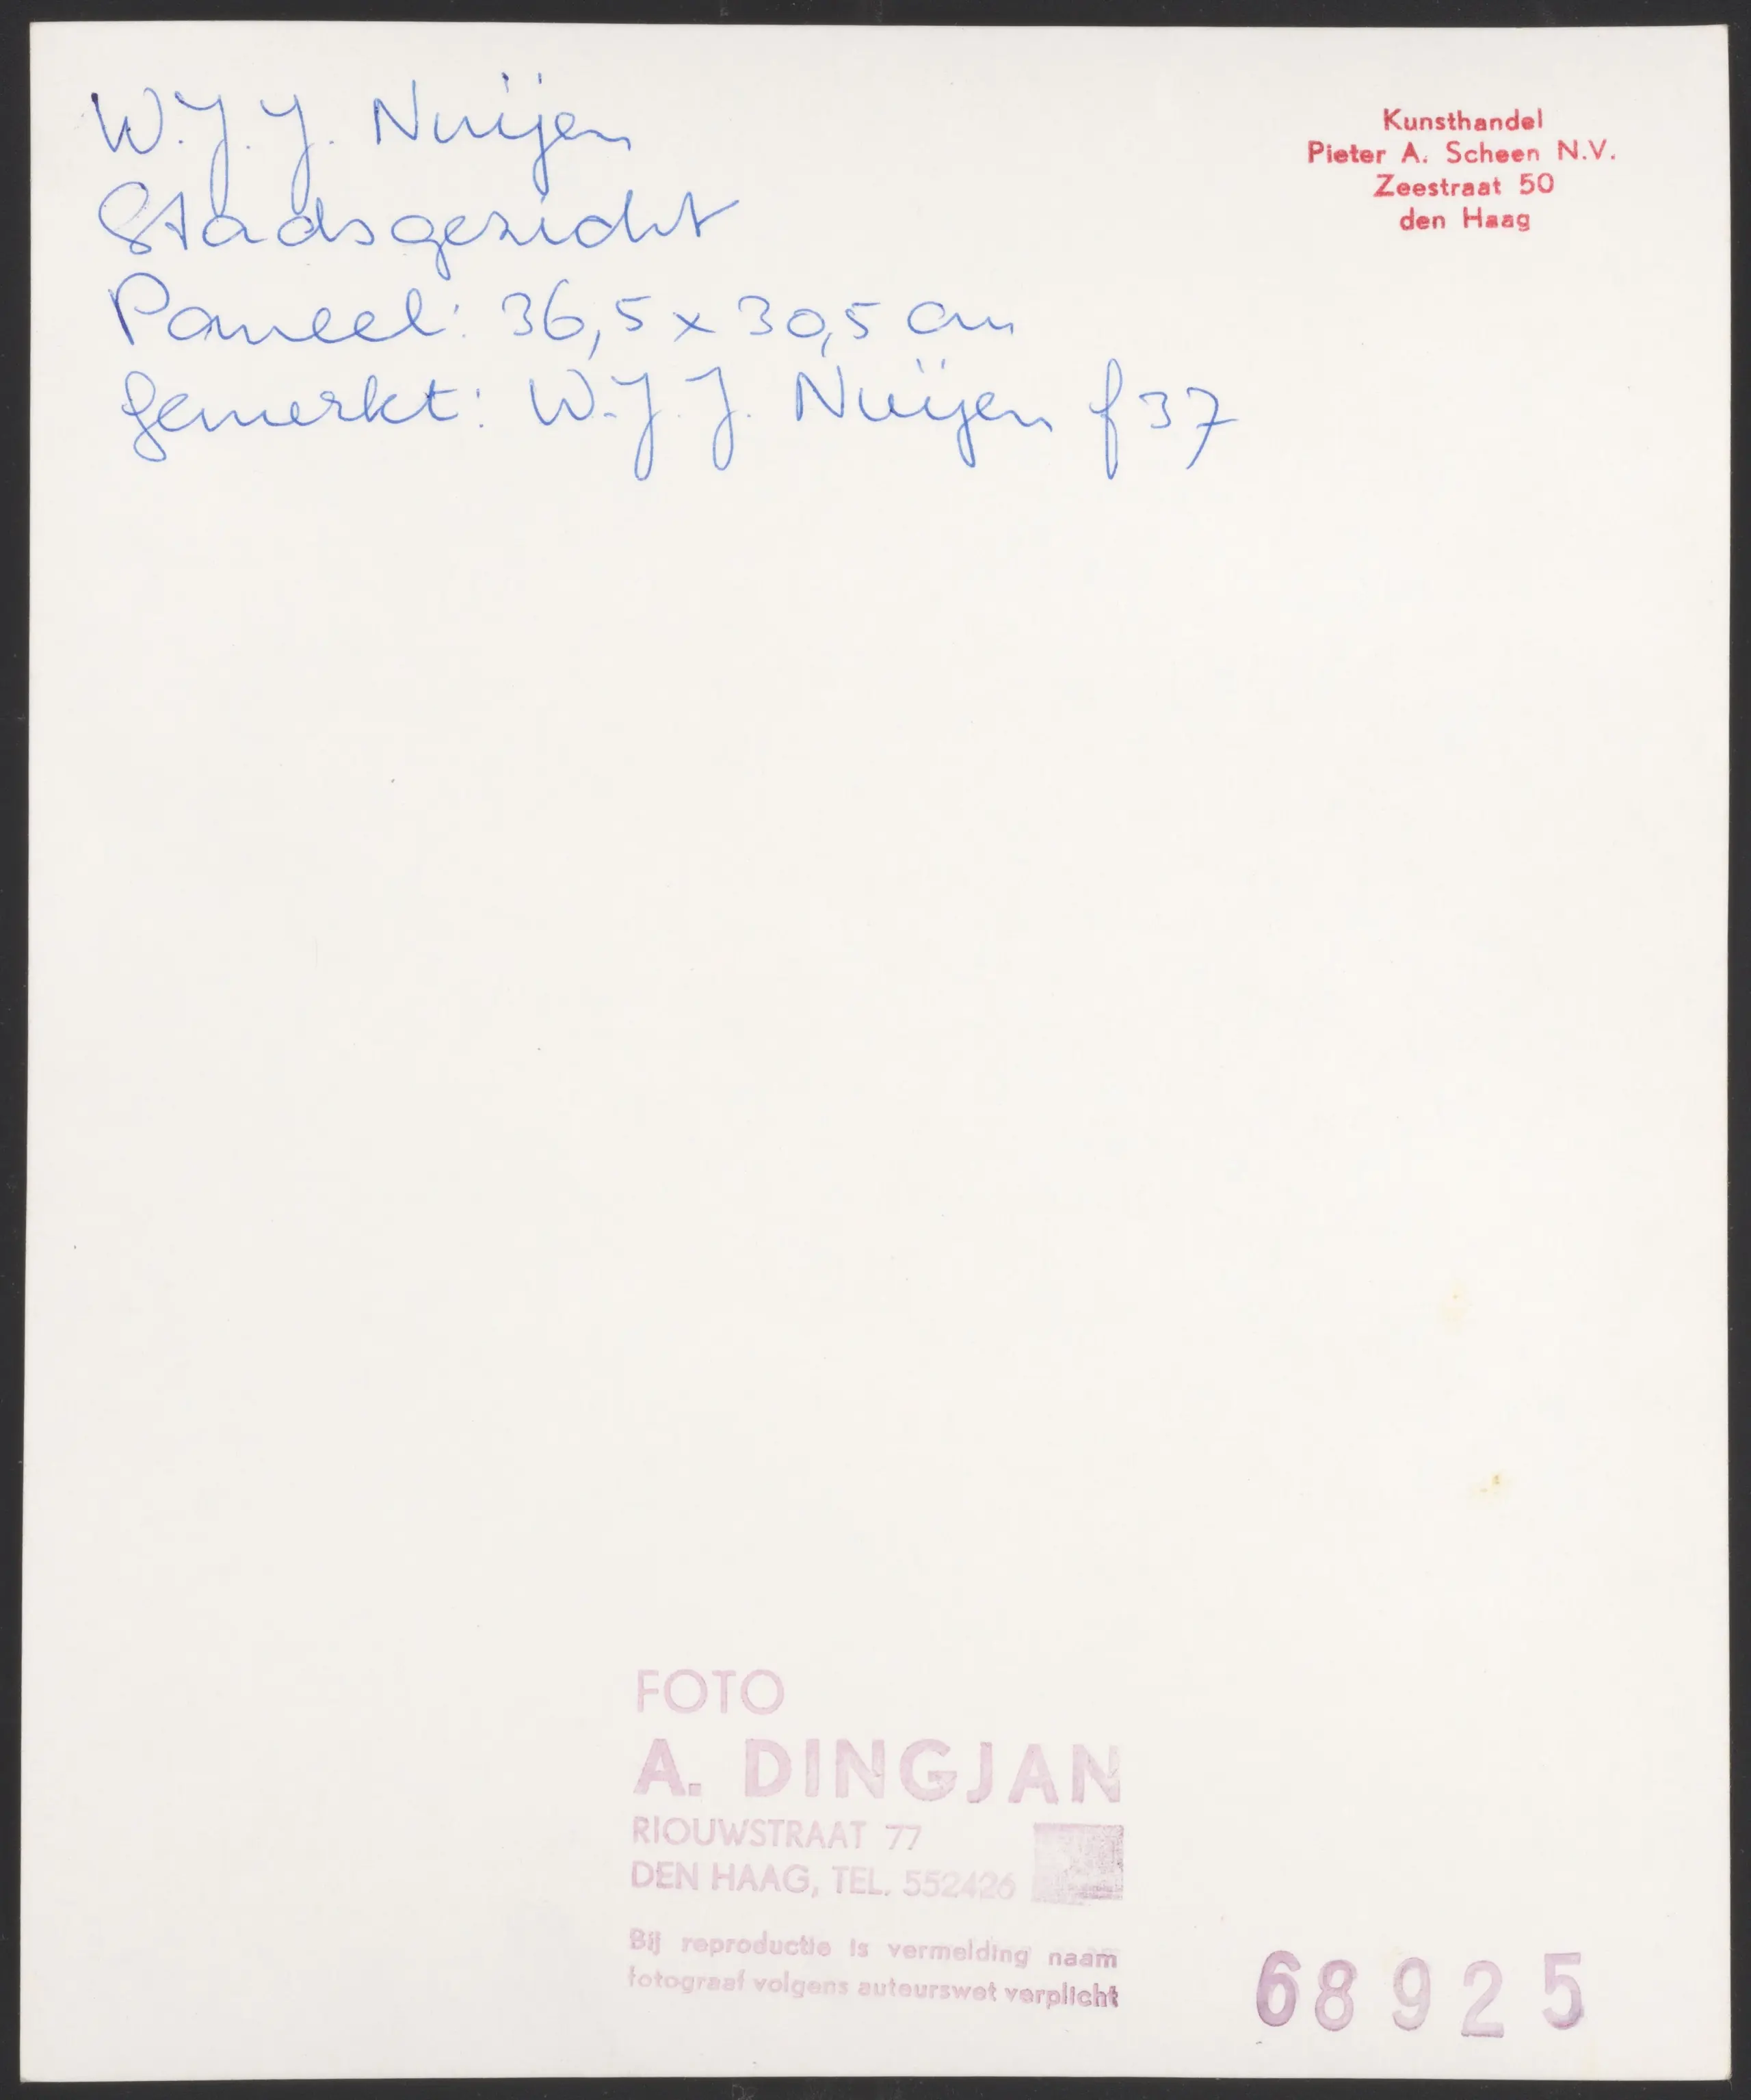 W.J.J. Nuijen
Stadsgezicht
Paneel: 36,5 x 30,5 cm
Gemerkt: W.J.J. Nuijen f 37
Kunsthandel
Pieter A. Scheen N.V.
Zeestraat 50
den Haag
FOTO
A. DINGJAN
RIOUWSTRAAT 77
DEN HAAG, TEL. 552426
Bij reproductie is vermelding naam
fotograaf volgens auteurswet verplicht
68925